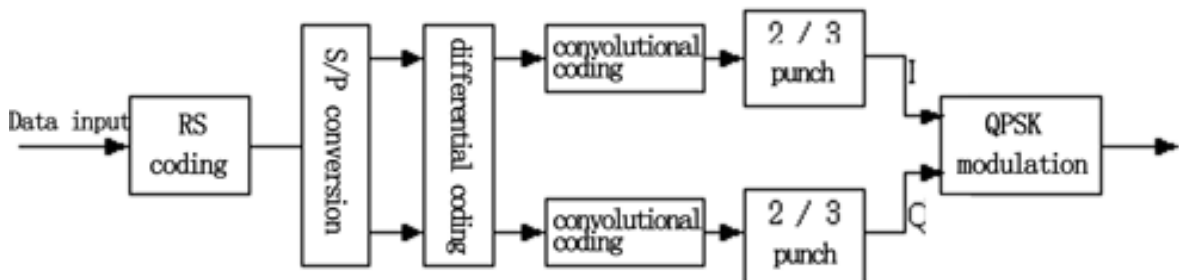 Data input
RS
coding
S/P conversion
differential coding
convolutional
coding
2 / 3
punch
I
convolutional
coding
2 / 3
punch
Q
QPSK
modulation